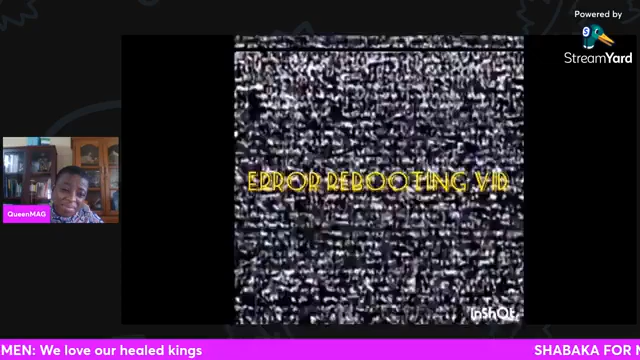 Powered by
StreamYard
ERROR REBOOTING VID
QueenMAG
InShOt
MEN: We love our healed kings
SHABAKA FOR M